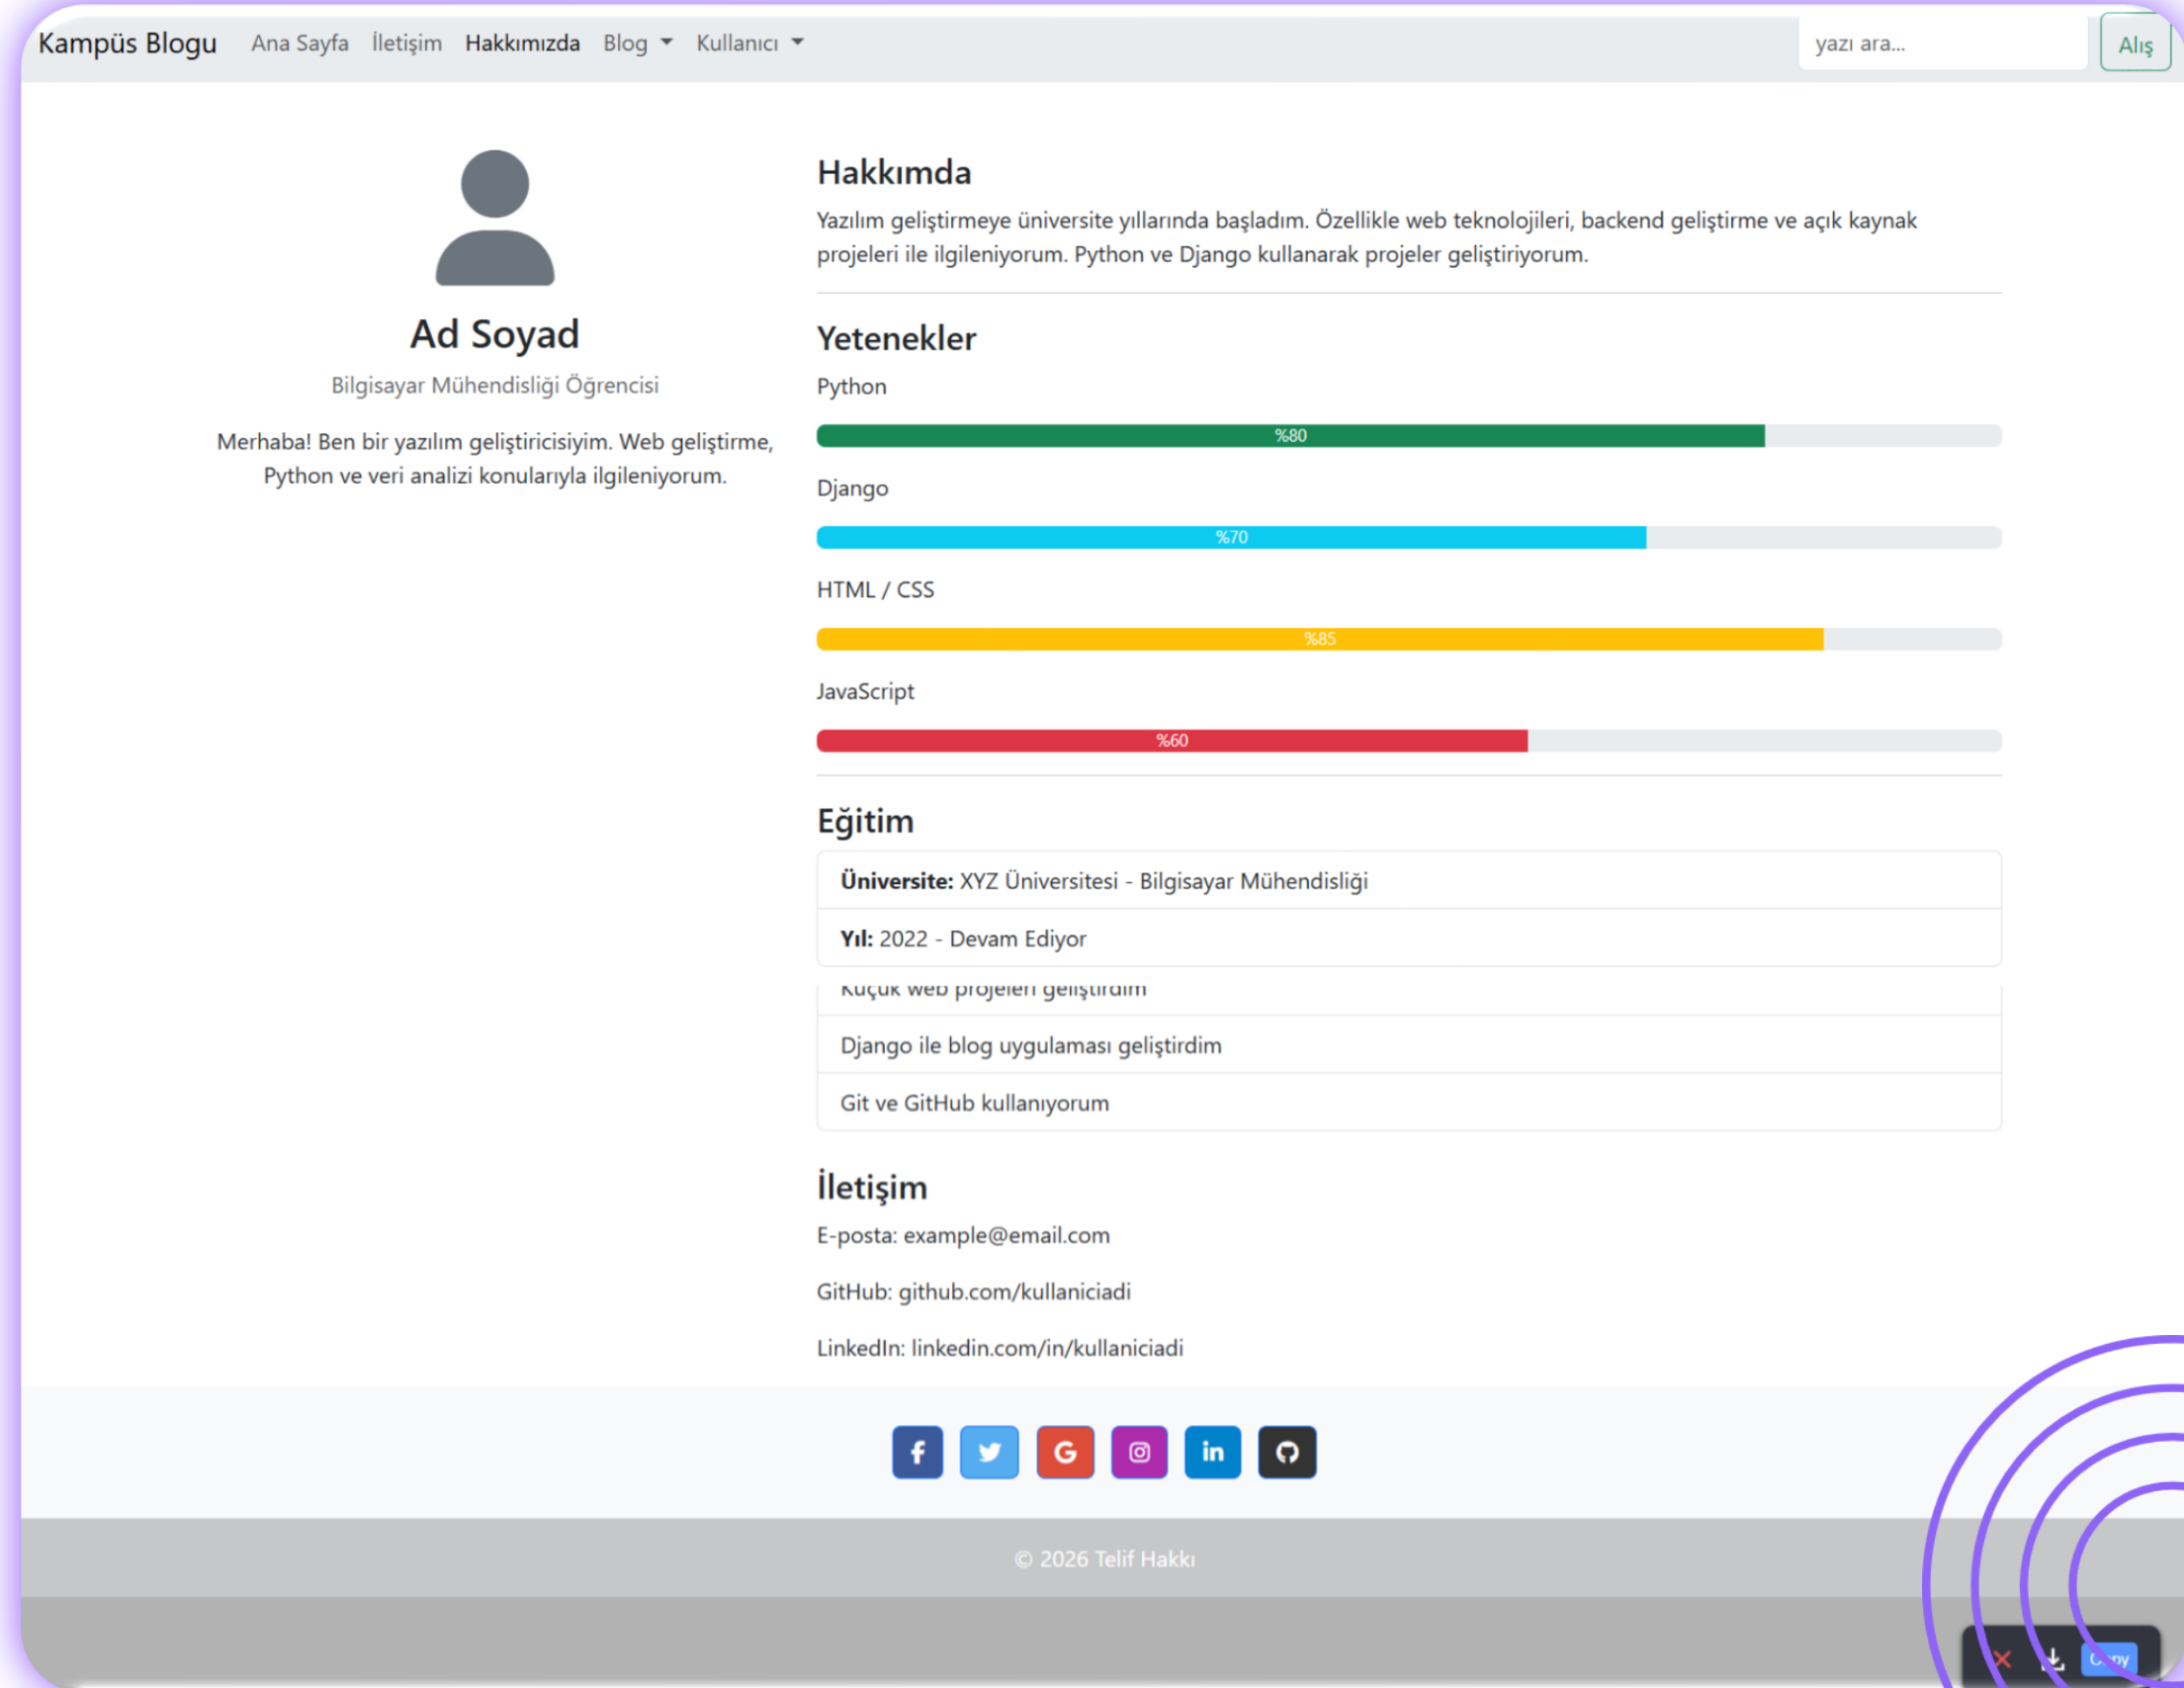 Kampüs Blogu Ana Sayfa İletişim Hakkımızda Blog Kullanıcı yazı ara... Alış
Ad Soyad
Bilgisayar Mühendisliği Öğrencisi
Merhaba! Ben bir yazılım geliştiricisiyim. Web geliştirme,
Python ve veri analizi konularıyla ilgileniyorum.
Hakkımda
Yazılım geliştirmeye üniversite yıllarında başladım. Özellikle web teknolojileri, backend geliştirme ve açık kaynak
projeleri ile ilgileniyorum. Python ve Django kullanarak projeler geliştiriyorum.
Yetenekler
Python
%80
Django
%70
HTML / CSS
%85
JavaScript
%60
Eğitim
Üniversite: XYZ Üniversitesi - Bilgisayar Mühendisliği
Yıl: 2022 - Devam Ediyor
Küçük web projeleri geliştirdim
Django ile blog uygulaması geliştirdim
Git ve GitHub kullanıyorum
İletişim
E-posta: example@email.com
GitHub: github.com/kullaniciadi
LinkedIn: linkedin.com/in/kullaniciadi
© 2026 Telif Hakkı
Copy